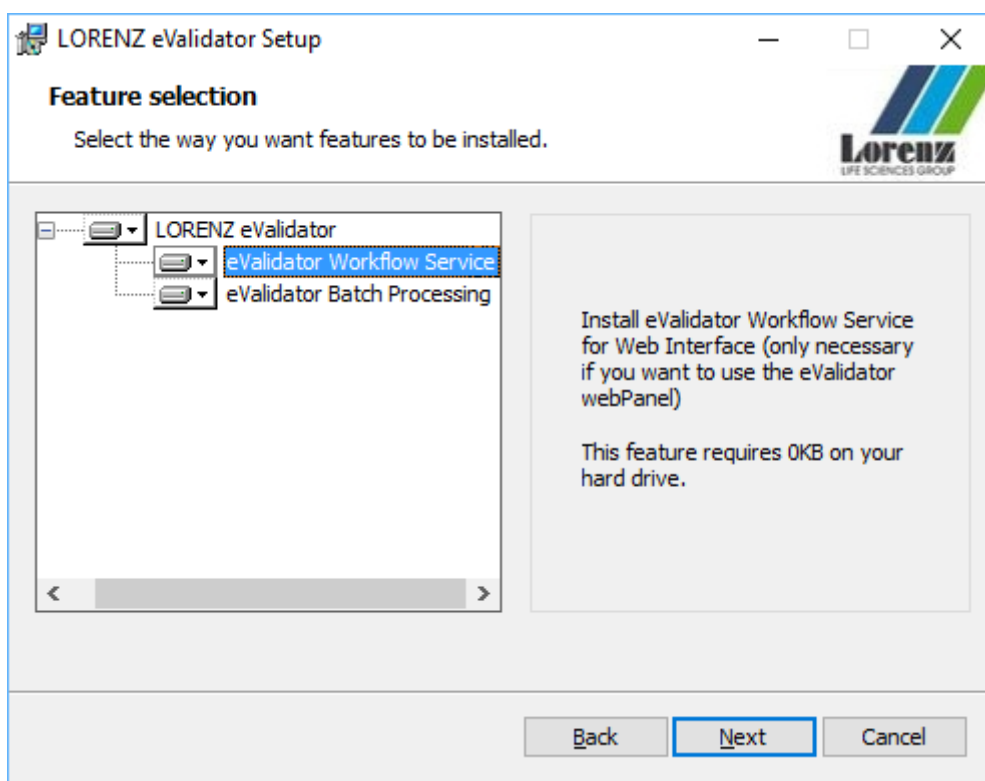 LORENZ eValidator Setup
Feature selection
Select the way you want features to be installed.
Lorenz
LIFE SCIENCES GROUP
LORENZ eValidator
eValidator Workflow Service
eValidator Batch Processing
Install eValidator Workflow Service
for Web Interface (only necessary
if you want to use the eValidator
webPanel)
This feature requires 0KB on your
hard drive.
Back
Next
Cancel